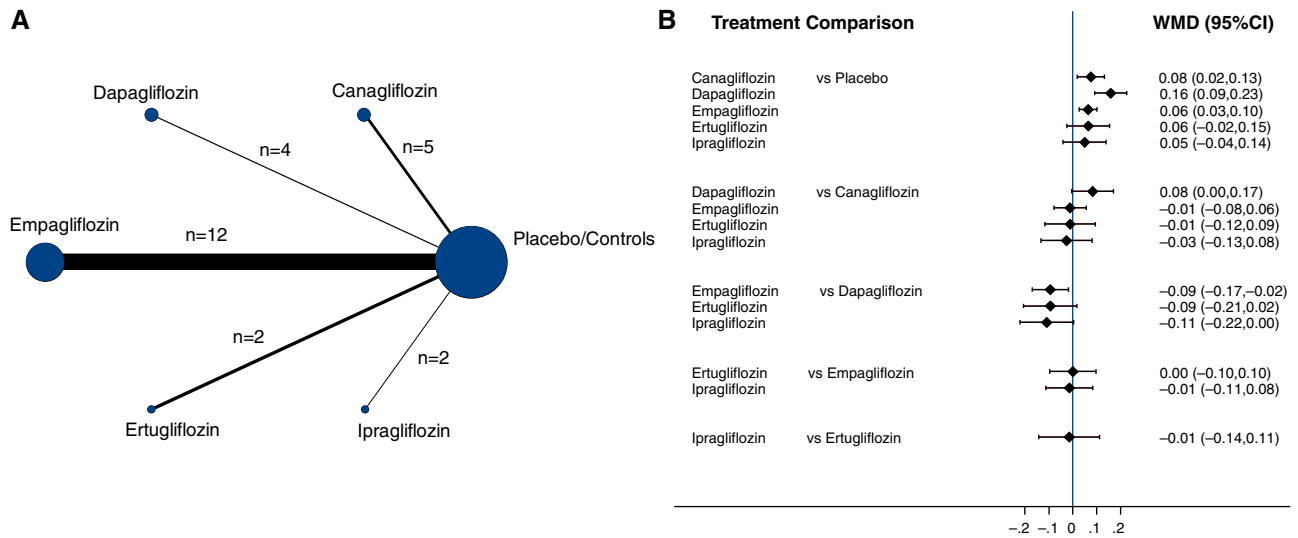 A
Dapagliflozin
Canagliflozin
n=4
n=5
Empagliflozin
n=12
Placebo/Controls
n=2
n=2
Ertugliflozin
Ipragliflozin
B
Treatment Comparison WMD (95%CI)
Canagliflozin vs Placebo 0.08 (0.02,0.13)
Dapagliflozin 0.16 (0.09,0.23)
Empagliflozin 0.06 (0.03,0.10)
Ertugliflozin 0.06 (−0.02,0.15)
Ipragliflozin 0.05 (−0.04,0.14)
Dapagliflozin vs Canagliflozin 0.08 (0.00,0.17)
Empagliflozin −0.01 (−0.08,0.06)
Ertugliflozin −0.01 (−0.12,0.09)
Ipragliflozin −0.03 (−0.13,0.08)
Empagliflozin vs Dapagliflozin −0.09 (−0.17,−0.02)
Ertugliflozin −0.09 (−0.21,0.02)
Ipragliflozin −0.11 (−0.22,0.00)
Ertugliflozin vs Empagliflozin 0.00 (−0.10,0.10)
Ipragliflozin −0.01 (−0.11,0.08)
Ipragliflozin vs Ertugliflozin −0.01 (−0.14,0.11)
−.2 −.1 0 .1 .2